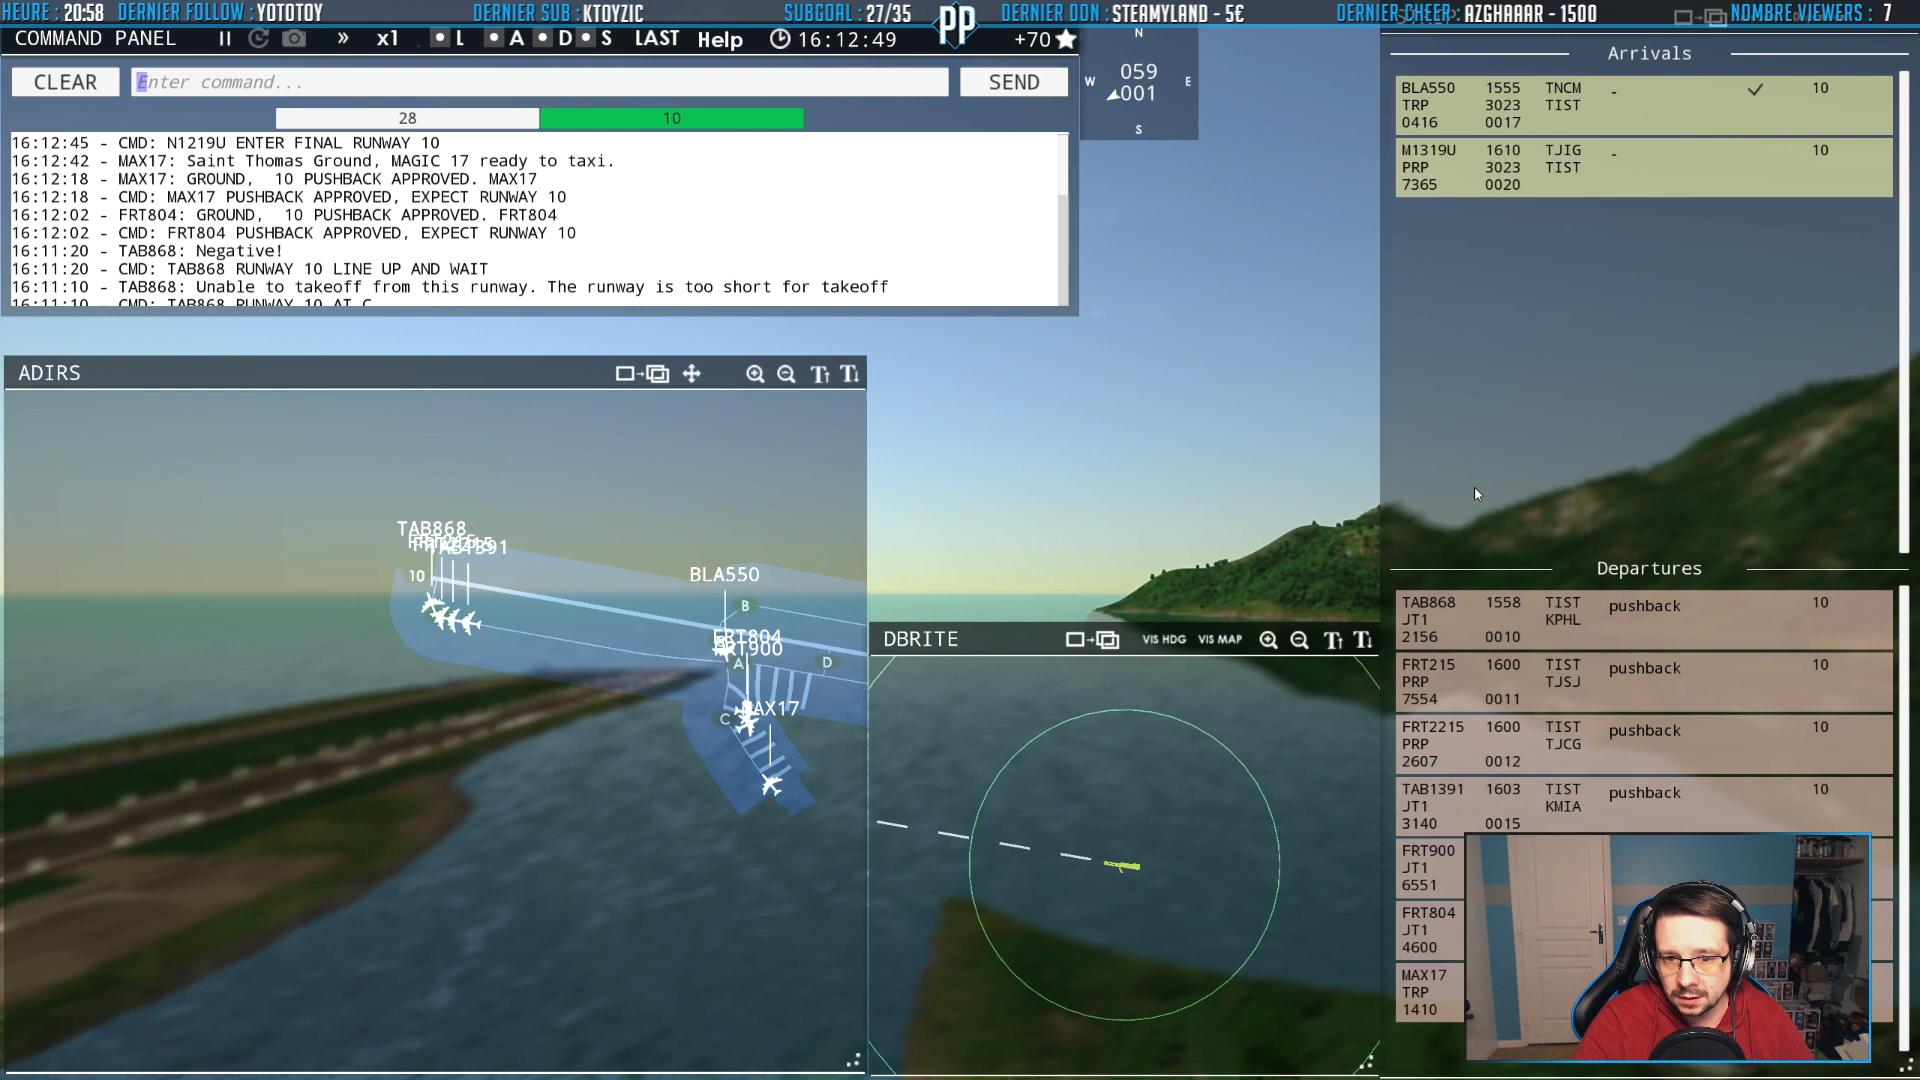 HEURE : 20:58 DERNIER FOLLOW : YOTOTOY DERNIER SUB : KTOYZIC SUBGOAL : 27/35 PP DERNIER DON : STEAMYLAND - 5€ DERNIER CHEER : AZGHAAAR - 1500 NOMBRE VIEWERS : 7
COMMAND PANEL x1 L A D S LAST Help 16:12:49 +70
CLEAR Enter command... SEND
28 10
16:12:45 - CMD: N1219U ENTER FINAL RUNWAY 10
16:12:42 - MAX17: Saint Thomas Ground, MAGIC 17 ready to taxi.
16:12:18 - MAX17: GROUND, 10 PUSHBACK APPROVED. MAX17
16:12:18 - CMD: MAX17 PUSHBACK APPROVED, EXPECT RUNWAY 10
16:12:02 - FRT804: GROUND, 10 PUSHBACK APPROVED. FRT804
16:12:02 - CMD: FRT804 PUSHBACK APPROVED, EXPECT RUNWAY 10
16:11:20 - TAB868: Negative!
16:11:20 - CMD: TAB868 RUNWAY 10 LINE UP AND WAIT
16:11:10 - TAB868: Unable to takeoff from this runway. The runway is too short for takeoff
16:11:10 - CMD: TAB868 RUNWAY 10 AT C
N
W 059 E
001
S
Arrivals
BLA550 1555 TNCM - 10
TRP 3023 TIST
0416 0017
M1319U 1610 TJIG - 10
PRP 3023 TIST
7365 0020
ADIRS
TAB868
TAB1391
10
BLA550
B
FRT804
FRT900
A D
C MAX17
DBRITE VIS HDG VIS MAP
Departures
TAB868 1558 TIST pushback 10
JT1 KPHL
2156 0010
FRT215 1600 TIST pushback 10
PRP TJSJ
7554 0011
FRT2215 1600 TIST pushback 10
PRP TJCG
2607 0012
TAB1391 1603 TIST pushback 10
JT1 KMIA
3140 0015
FRT900
JT1
6551
FRT804
JT1
4600
MAX17
TRP
1410